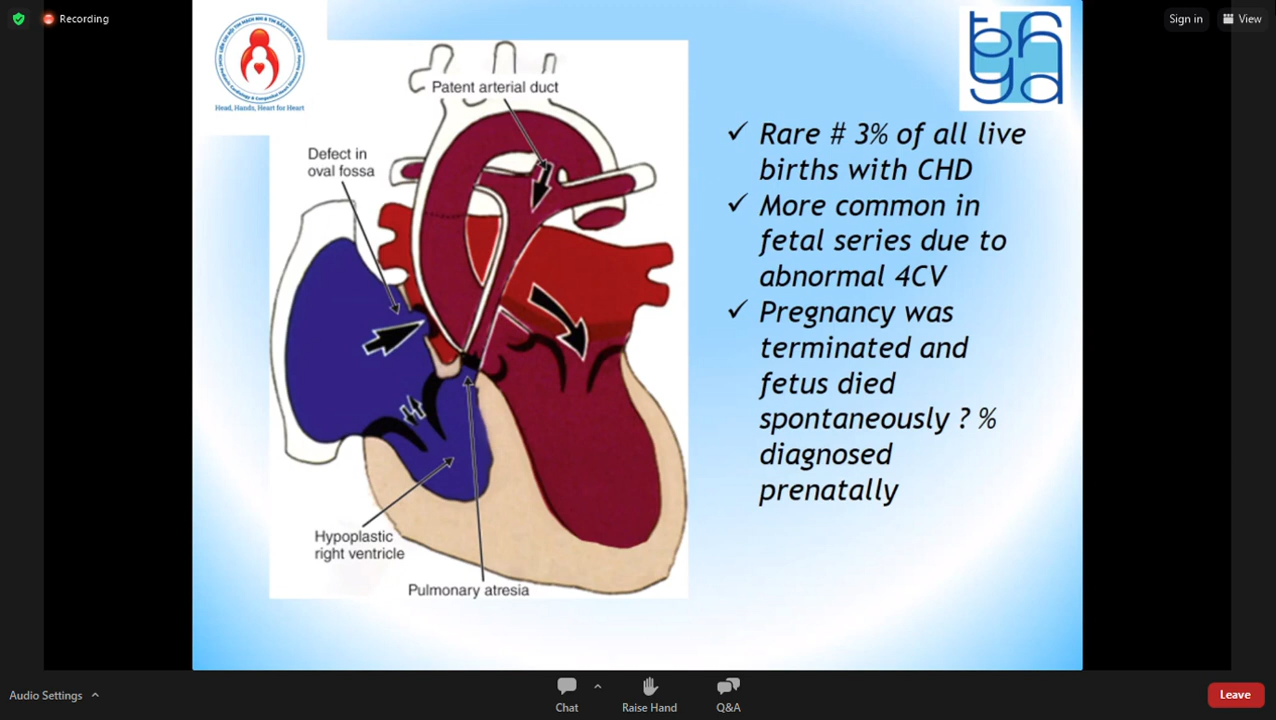 Recording
Sign in
View
Head, Hands, Heart for Heart
Patent arterial duct
Defect in
oval fossa
Hypoplastic
right ventricle
Pulmonary atresia
✓ Rare # 3% of all live
births with CHD
✓ More common in
fetal series due to
abnormal 4CV
✓ Pregnancy was
terminated and
fetus died
spontaneously ? %
diagnosed
prenatally
Audio Settings
Chat
Raise Hand
Q&A
Leave